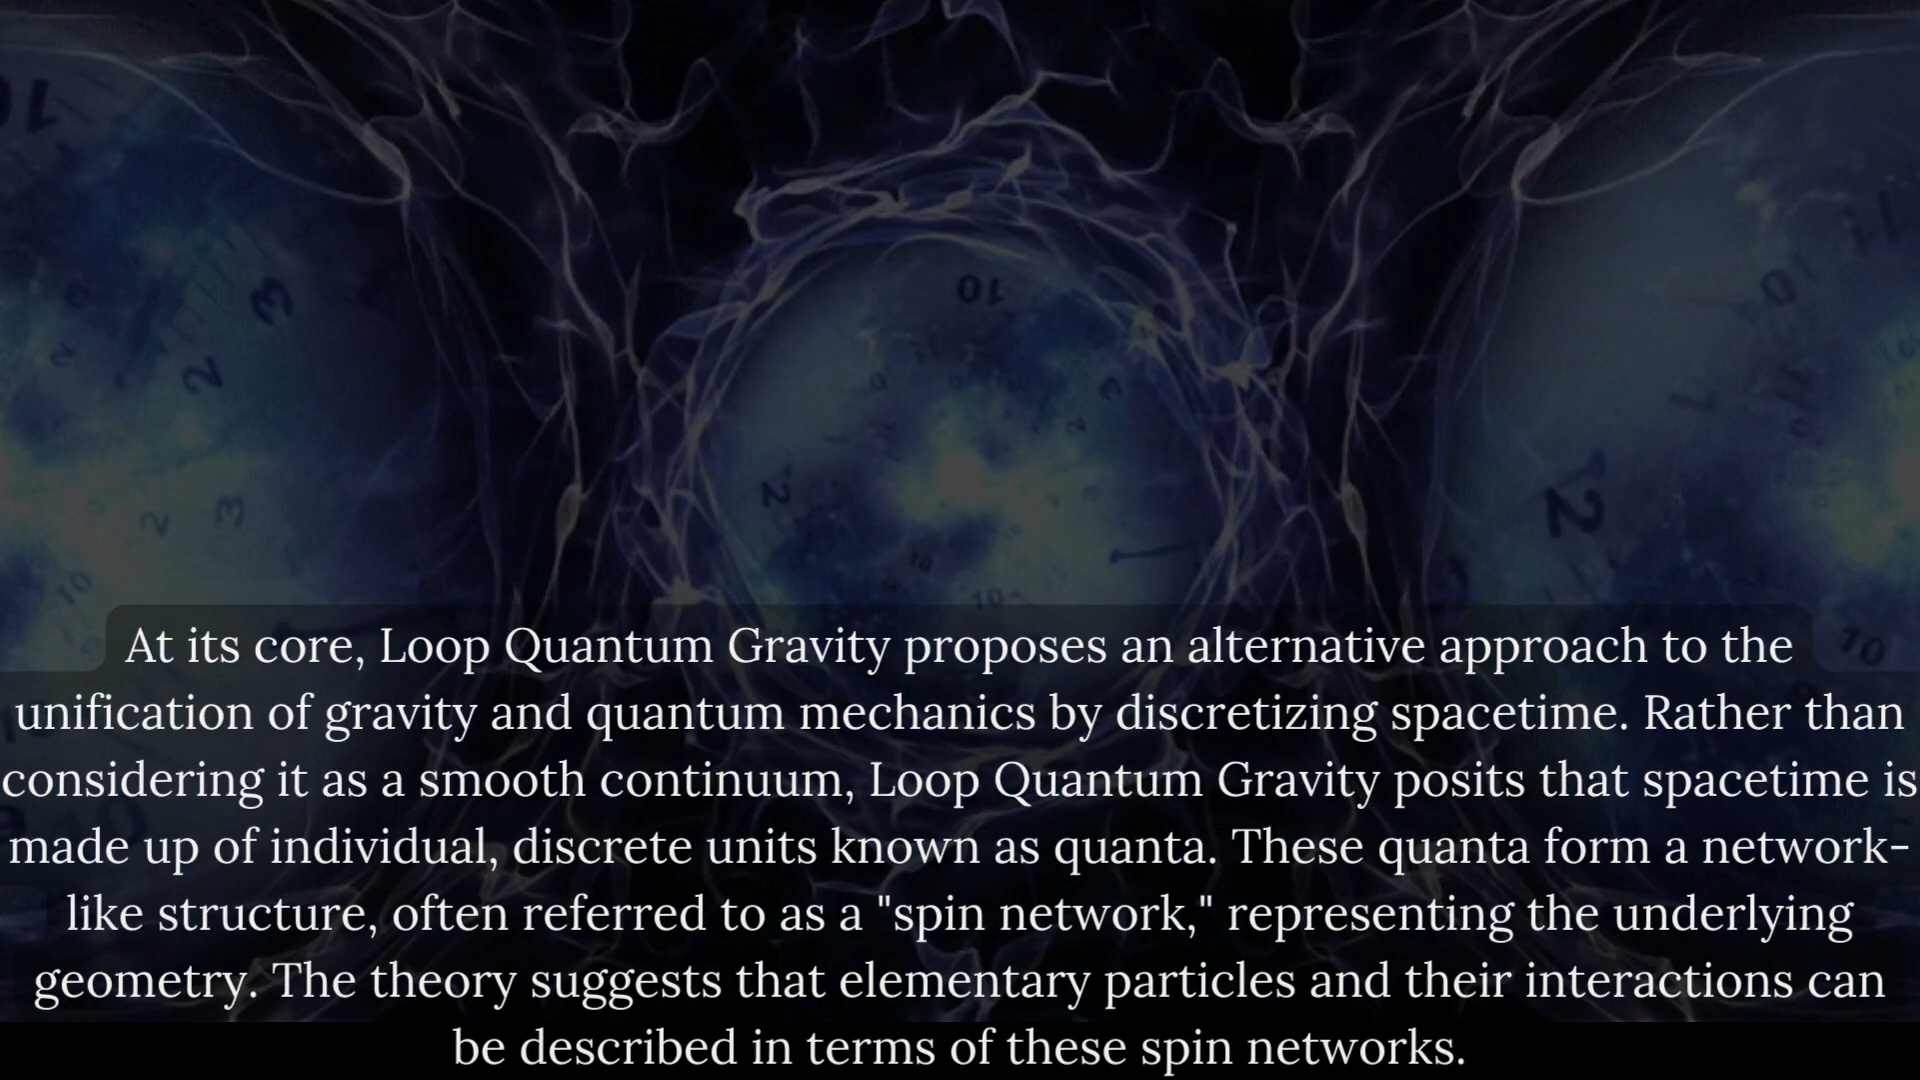 At its core, Loop Quantum Gravity proposes an alternative approach to the
unification of gravity and quantum mechanics by discretizing spacetime. Rather than
considering it as a smooth continuum, Loop Quantum Gravity posits that spacetime is
made up of individual, discrete units known as quanta. These quanta form a network-
like structure, often referred to as a "spin network," representing the underlying
geometry. The theory suggests that elementary particles and their interactions can
be described in terms of these spin networks.